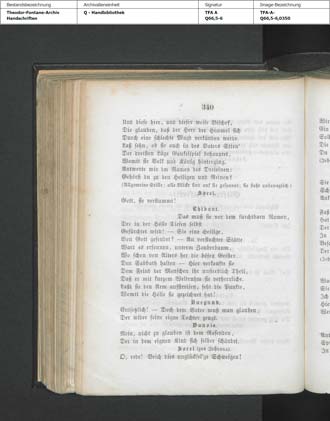 Bestandsbezeichnung Archivalieneinheit Signatur Image-Bezeichnung
Theodor-Fontane-Archiv Q - Handbibliothek TFA A TFA-A-
Handschriften Q66,5-6 Q66,5-6,0350
340
Und diese hier, und dieser weise Bischof,
Die glauben, daß der Herr der Himmel sich
Durch eine schlechte Magd verkünden werde.
Laß sehn, ob sie auch in des Vaters Stirn
Der dreisten Lüge Gaukelspiel behauptet,
Womit sie Volk und König hinterging.
Antworte mir im Namen des Dreieinen:
Gehörst du zu den Heiligen und Reinen?
(Allgemeine Stille; alle Blicke sind auf sie gespannt, sie steht unbeweglich.)
Sorel.
Gott, sie verstummt!
Thibaut.
Das muß sie vor dem furchtbaren Namen,
Der in der Hölle Tiefen selbst
Gefürchtet wird! — Sie eine Heilige,
Von Gott gesendet? — An verfluchter Stätte
Ward es ersonnen, unterm Zauberbaum,
Wo schon von Alters her die bösen Geister
Den Sabbath halten — Hier verkaufte sie
Dem Feind der Menschen ihr unsterblich Theil,
Daß er mit kurzem Weltruhm sie verherrliche.
Laßt sie den Arm aufstreifen, seht die Punkte,
Womit die Hölle sie gezeichnet hat!
Burgund.
Entsetzlich! — Doch dem Vater muß man glauben,
Der wider seine eigne Tochter zeugt.
Dunois.
Nein, nicht zu glauben ist dem Rasenden,
Der in dem eignen Kind sich selber schändet.
Sorel (zur Johanna).
O, rede! Brich dies unglücksel'ge Schweigen!